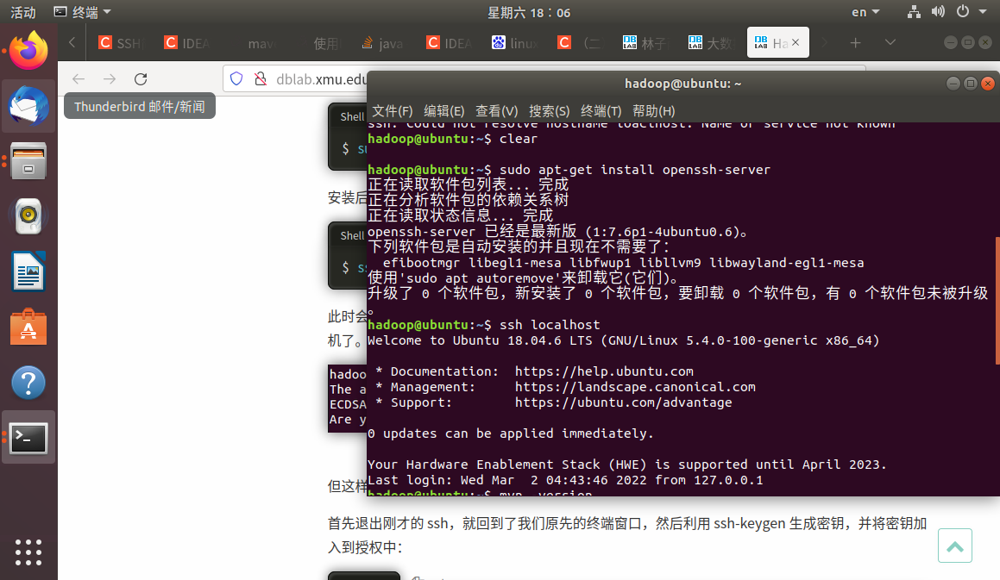 活动 终端 星期六 18：06 en
SSH IDEA mav 使用 java IDEA linu （二 林子 大数 Ha
dblab.xmu.edu
Thunderbird 邮件/新闻
hadoop@ubuntu: ~
文件(F) 编辑(E) 查看(V) 搜索(S) 终端(T) 帮助(H)
ssh: Could not resolve hostname loaclhost: Name or service not known
hadoop@ubuntu:~$ clear
hadoop@ubuntu:~$ sudo apt-get install openssh-server
正在读取软件包列表... 完成
正在分析软件包的依赖关系树
正在读取状态信息... 完成
openssh-server 已经是最新版 (1:7.6p1-4ubuntu0.6)。
下列软件包是自动安装的并且现在不需要了：
efibootmgr libegl1-mesa libfwup1 libllvm9 libwayland-egl1-mesa
使用'sudo apt autoremove'来卸载它(它们)。
升级了 0 个软件包，新安装了 0 个软件包，要卸载 0 个软件包，有 0 个软件包未被升级
。
hadoop@ubuntu:~$ ssh localhost
Welcome to Ubuntu 18.04.6 LTS (GNU/Linux 5.4.0-100-generic x86_64)
* Documentation: https://help.ubuntu.com
* Management: https://landscape.canonical.com
* Support: https://ubuntu.com/advantage
0 updates can be applied immediately.
Your Hardware Enablement Stack (HWE) is supported until April 2023.
Last login: Wed Mar 2 04:43:46 2022 from 127.0.0.1
hadoop@ubuntu:~$ mvn -version
Shell
$ su
安装后
Shell
$ ss
此时会
机了。
hadoo
The a
ECDSA
Are y
但这样
首先退出刚才的 ssh，就回到了我们原先的终端窗口，然后利用 ssh-keygen 生成密钥，并将密钥加
入到授权中：